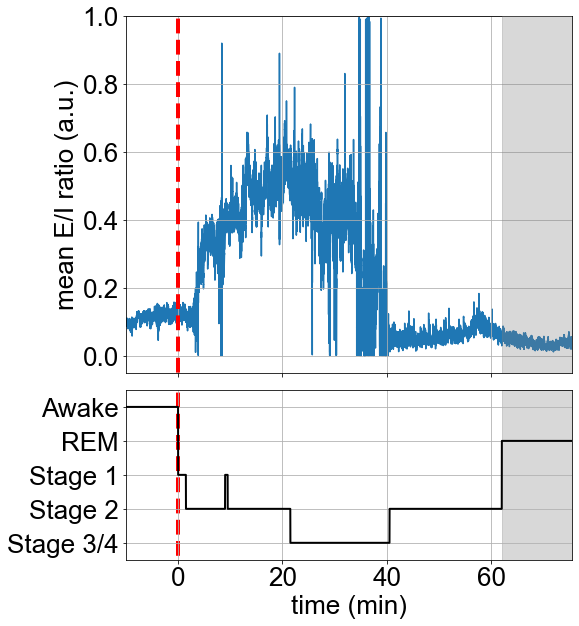 mean E/I ratio (a.u.)
1.0
0.8
0.6
0.4
0.2
0.0
Awake
REM
Stage 1
Stage 2
Stage 3/4
0 20 40 60
time (min)